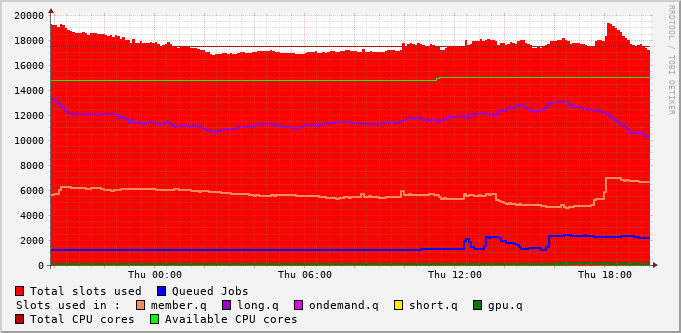 20000
18000
16000
14000
12000
10000
8000
6000
4000
2000
0
Thu 00:00 Thu 06:00 Thu 12:00 Thu 18:00
RRDTOOL / TOBI OETIKER
Total slots used Queued Jobs
Slots used in : member.q long.q ondemand.q short.q gpu.q
Total CPU cores Available CPU cores